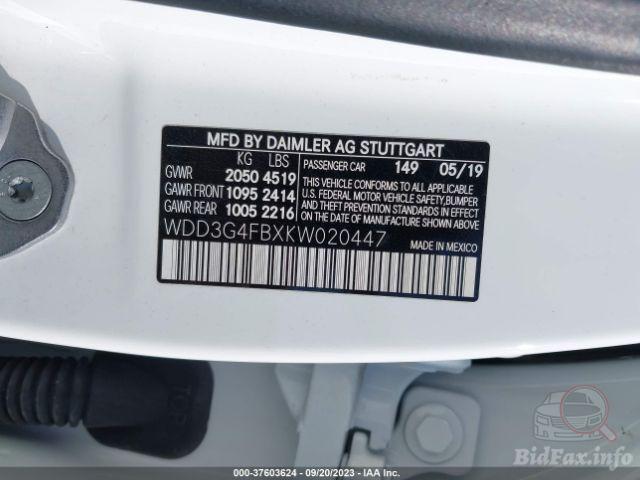 MFD BY DAIMLER AG STUTTGART
KG LBS
GVWR 2050 4519
GAWR FRONT 1095 2414
GAWR REAR 1005 2216
PASSENGER CAR 149 05/19
THIS VEHICLE CONFORMS TO ALL APPLICABLE
U.S. FEDERAL MOTOR VEHICLE SAFETY,BUMPER
AND THEFT PREVENTION STANDARDS IN EFFECT
ON THE DATE OF MANUFACTURE SHOWN ABOVE
WDD3G4FBXKW020447
MADE IN MEXICO
TOP
BidFax.info
000-37603624 - 09/20/2023 - IAA Inc.